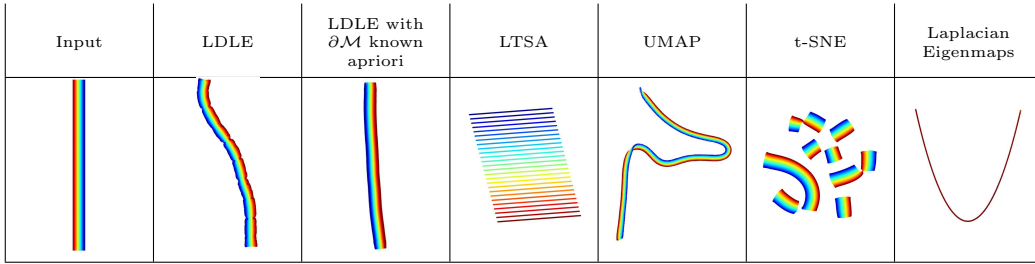 Input
LDLE
LDLE with
∂ℳ known
apriori
LTSA
UMAP
t-SNE
Laplacian
Eigenmaps